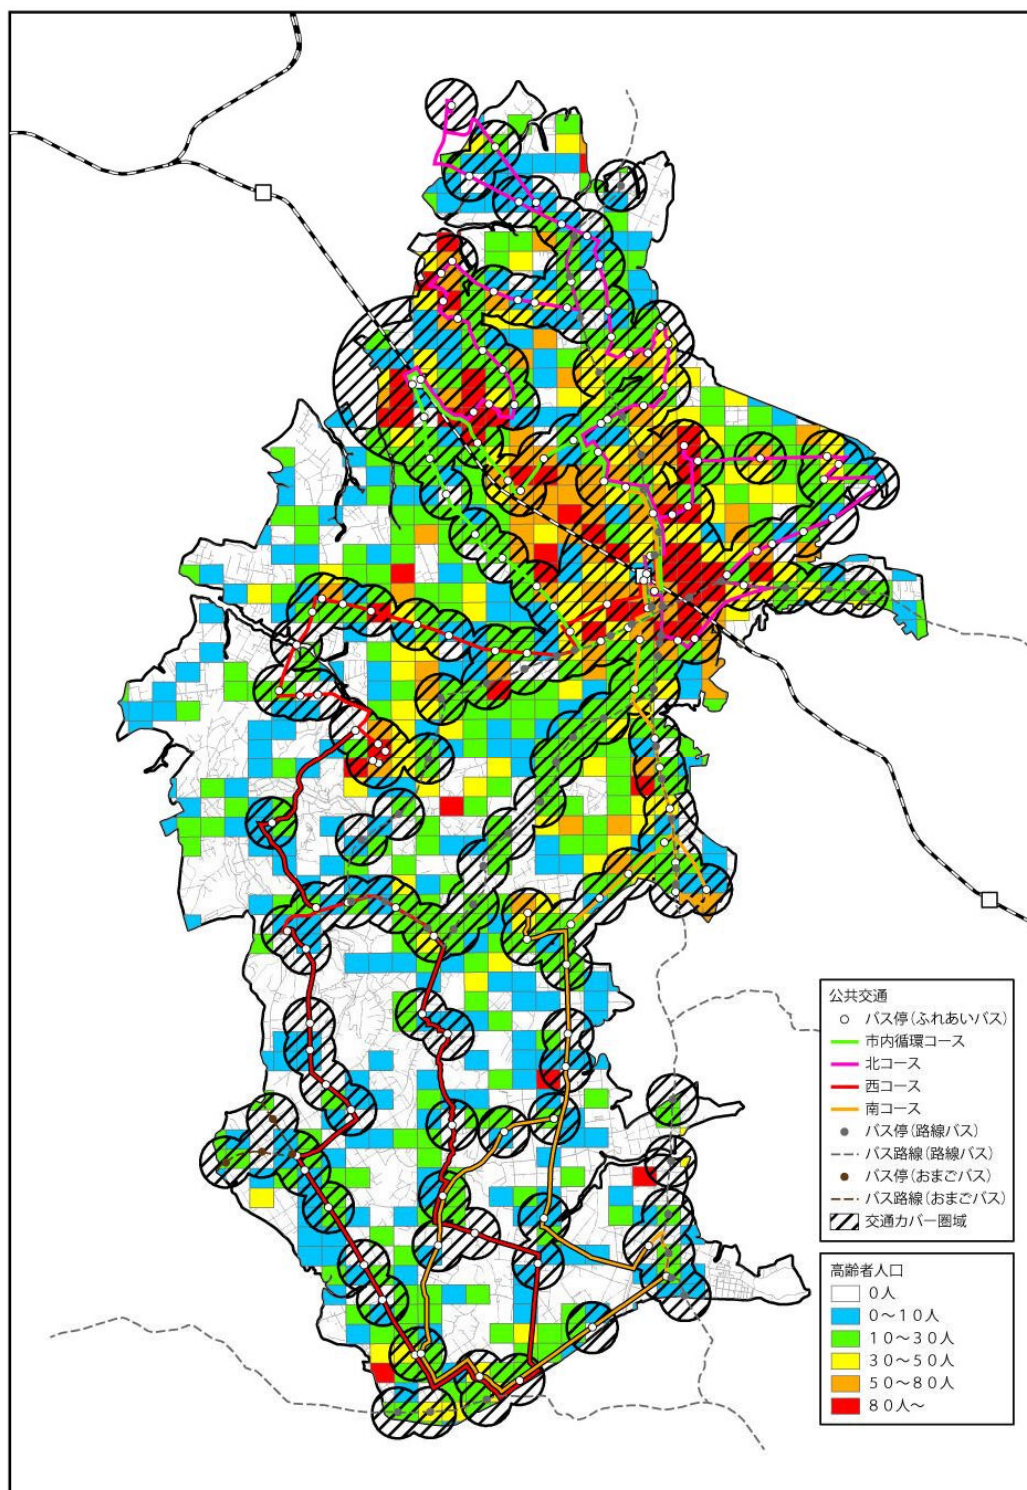 公共交通
バス停(ふれあいバス)
市内循環コース
北コース
西コース
南コース
バス停(路線バス)
バス路線(路線バス)
バス停(おまごバス)
バス路線(おまごバス)
交通カバー圏域
高齢者人口
0人
0~10人
10~30人
30~50人
50~80人
80人~